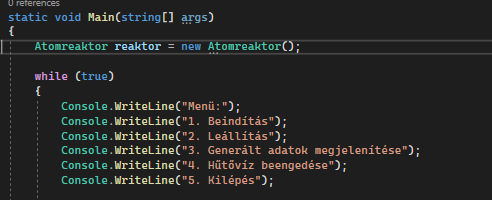 0 references
static void Main(string[] args)
{
Atomreaktor reaktor = new Atomreaktor();
while (true)
{
Console.WriteLine("Menü:");
Console.WriteLine("1. Beindítás");
Console.WriteLine("2. Leállítás");
Console.WriteLine("3. Generált adatok megjelenítése");
Console.WriteLine("4. Hűtővíz beengedése");
Console.WriteLine("5. Kilépés");